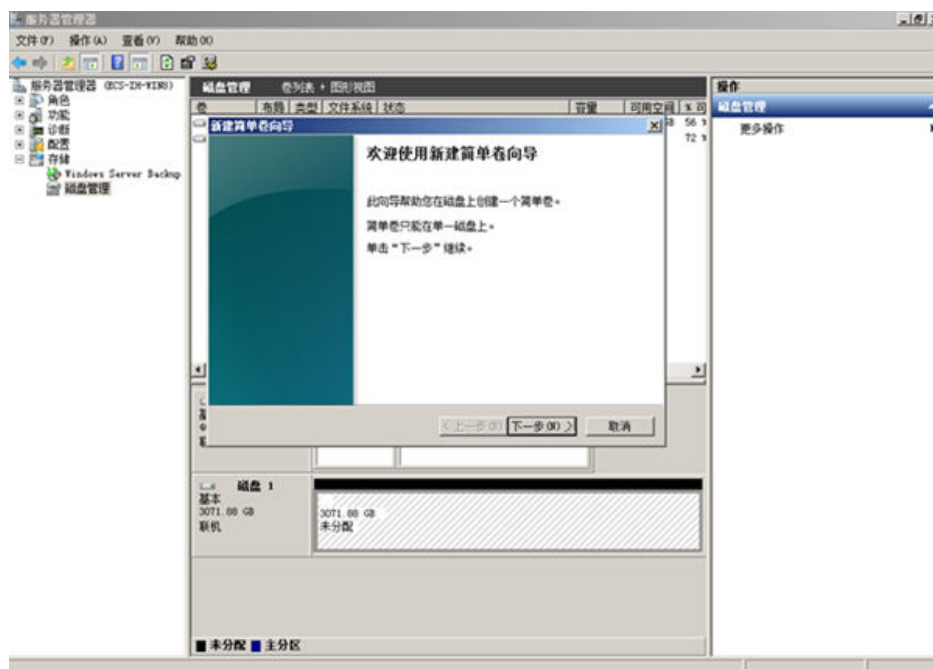 服务器管理器
文件(F) 操作(A) 查看(V) 帮助(H)
服务器管理器 (ECS-ZH-WIN8)
角色
功能
诊断
配置
存储
Windows Server Backup
磁盘管理
磁盘管理 卷列表 + 图形视图
卷 布局 类型 文件系统 状态 容量 可用空间 % 可
56 %
72 %
新建简单卷向导
欢迎使用新建简单卷向导
此向导帮助您在磁盘上创建一个简单卷。
简单卷只能在单一磁盘上。
单击“下一步”继续。
<上一步(B) 下一步(N) > 取消
磁盘 1
基本
3071.88 GB
联机
3071.88 GB
未分配
未分配 主分区
操作
磁盘管理
更多操作